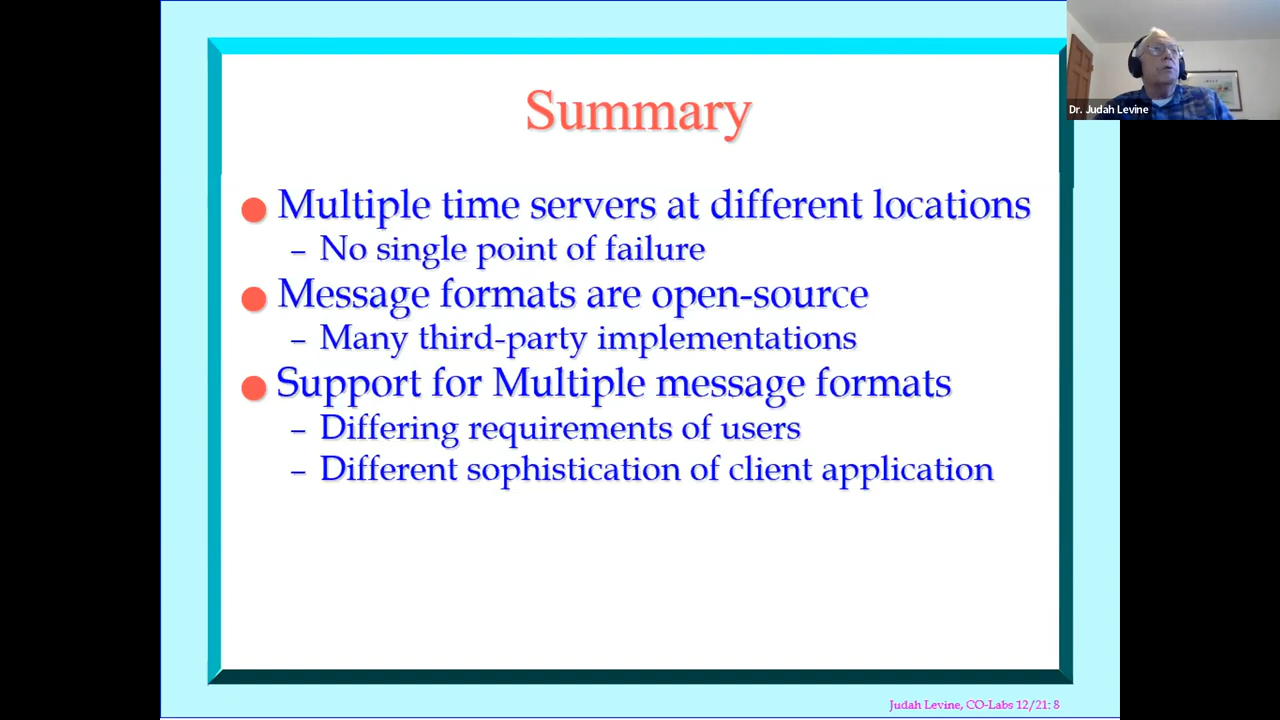 Summary
Multiple time servers at different locations
– No single point of failure
Message formats are open-source
– Many third-party implementations
Support for Multiple message formats
– Differing requirements of users
– Different sophistication of client application
Judah Levine, CO-Labs 12/21: 8
Dr. Judah Levine